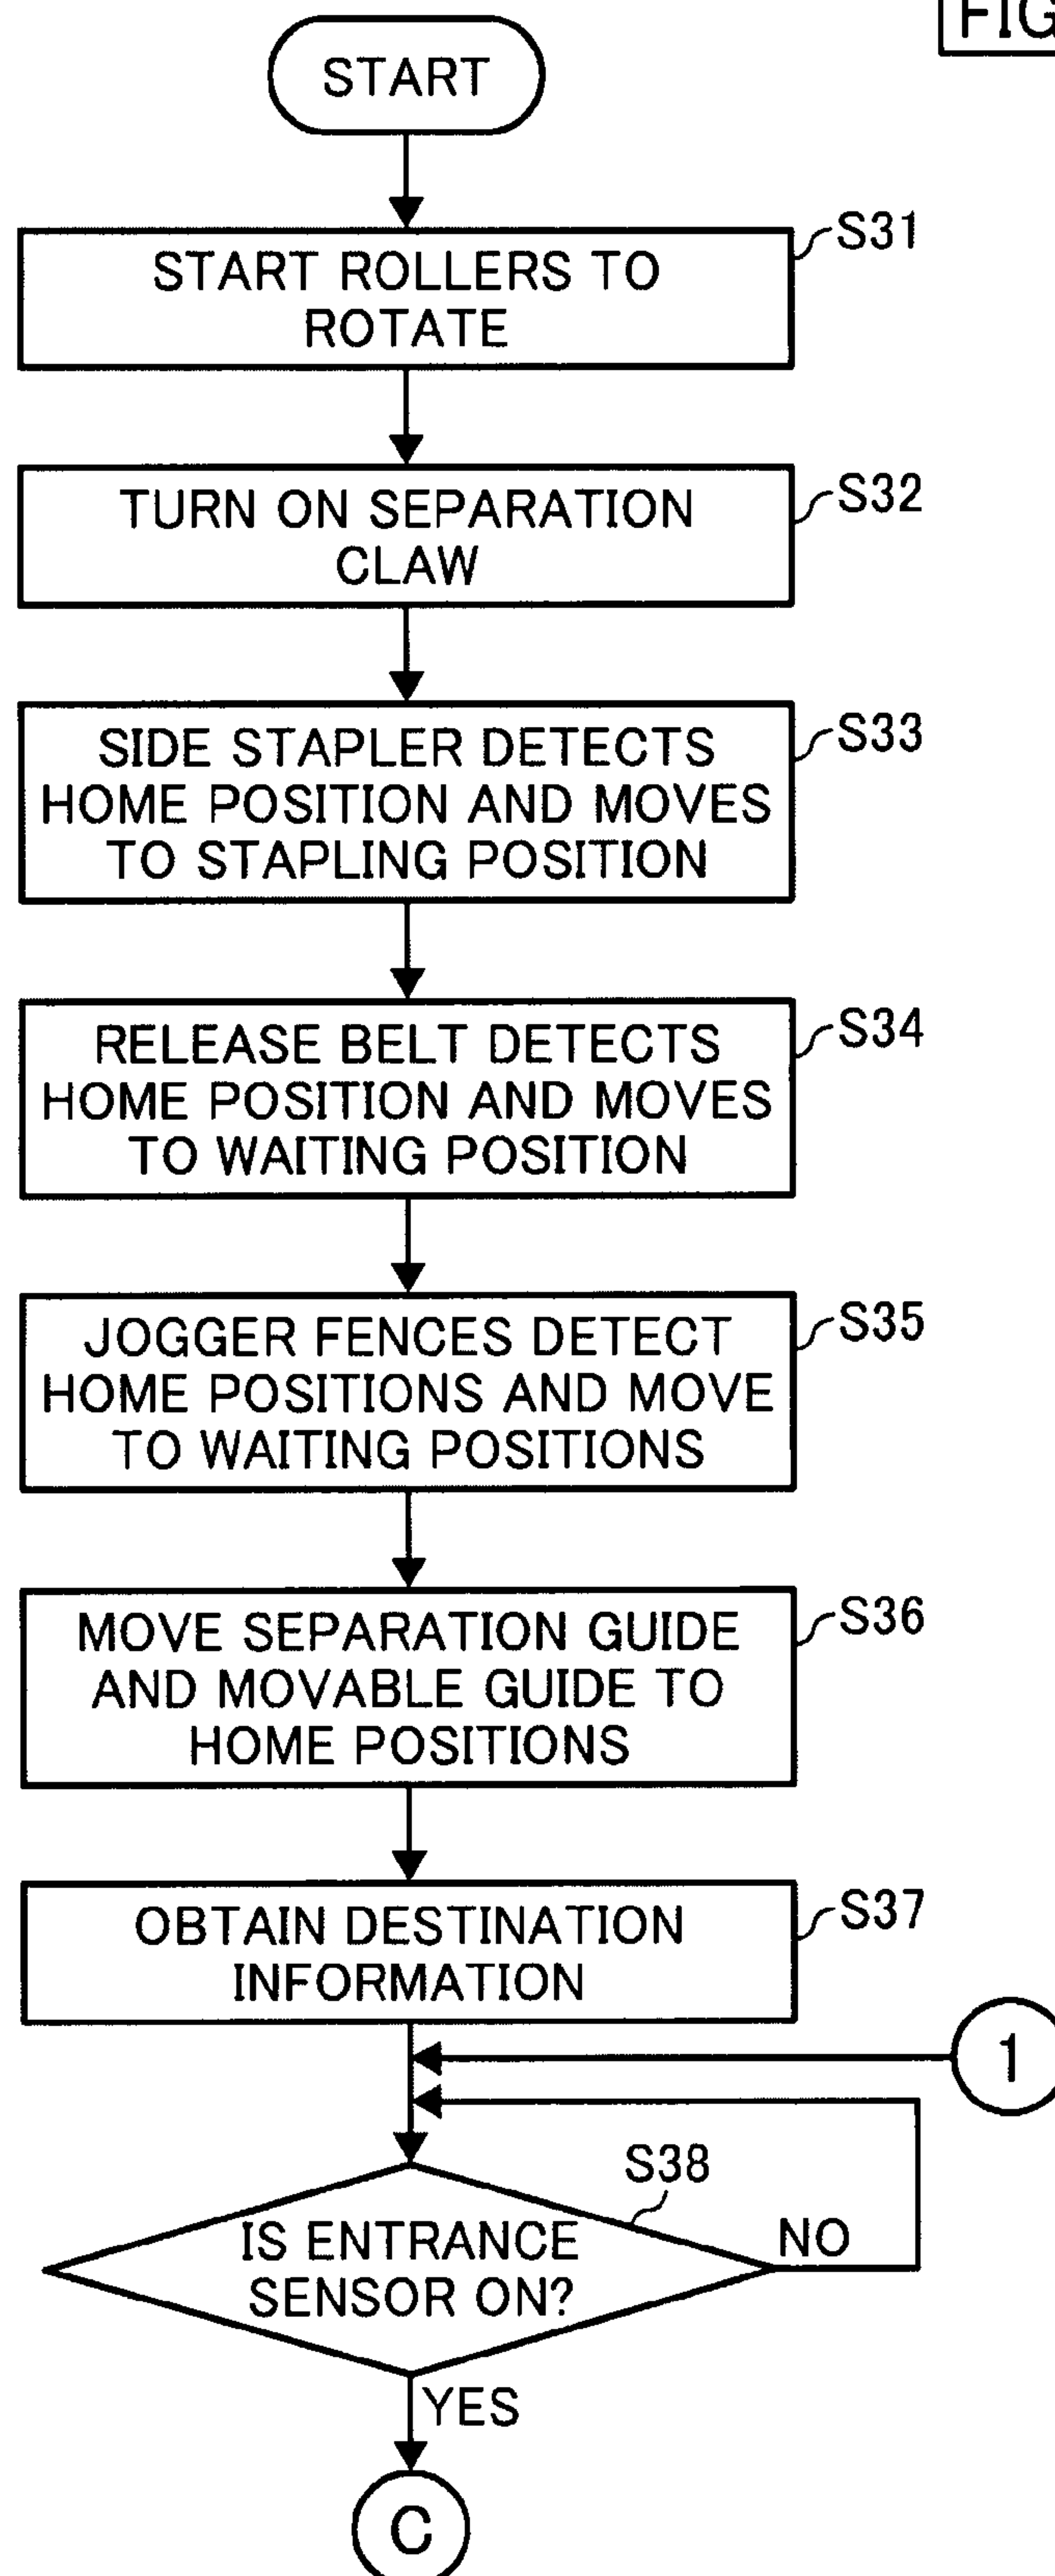 FIG
START
S31
START ROLLERS TO
ROTATE
S32
TURN ON SEPARATION
CLAW
S33
SIDE STAPLER DETECTS
HOME POSITION AND MOVES
TO STAPLING POSITION
S34
RELEASE BELT DETECTS
HOME POSITION AND MOVES
TO WAITING POSITION
S35
JOGGER FENCES DETECT
HOME POSITIONS AND MOVE
TO WAITING POSITIONS
S36
MOVE SEPARATION GUIDE
AND MOVABLE GUIDE TO
HOME POSITIONS
S37
OBTAIN DESTINATION
INFORMATION
1
S38
IS ENTRANCE
SENSOR ON?
NO
YES
C